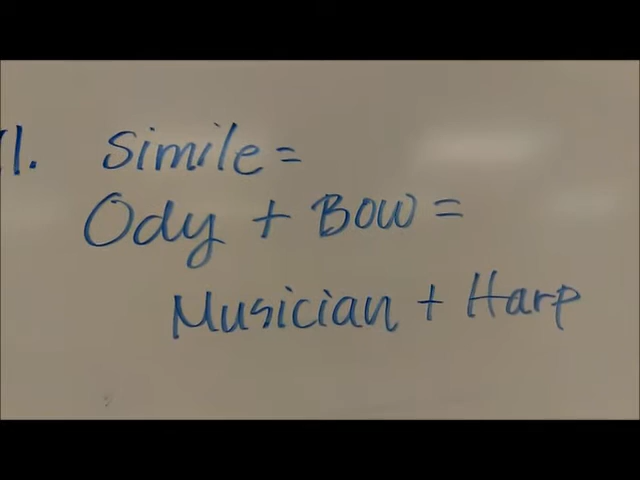 1. Simile =
Ody + Bow =
Musician + Harp